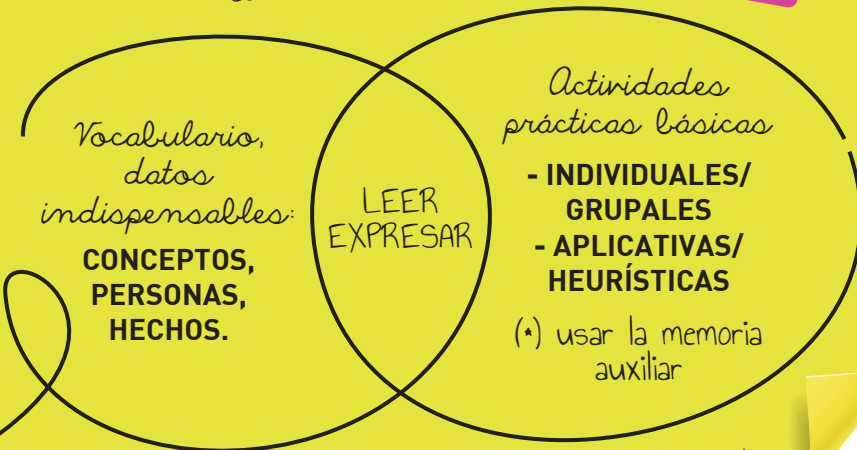 Vocabulario,
datos
indispensables:
CONCEPTOS,
PERSONAS,
HECHOS.
LEER
EXPRESAR
Actividades
prácticas básicas
- INDIVIDUALES/
GRUPALES
- APLICATIVAS/
HEURÍSTICAS
(*) usar la memoria
auxiliar